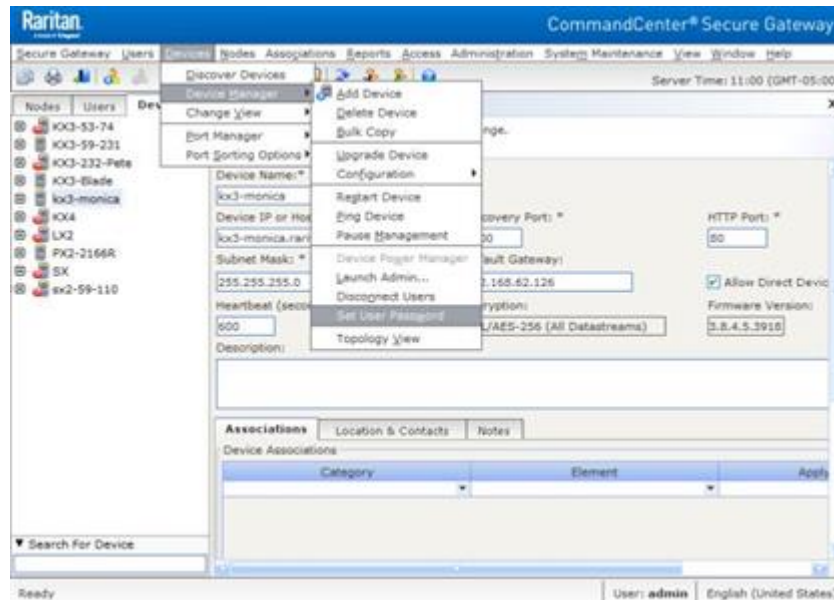 Raritan.
CommandCenter® Secure Gateway
Secure Gateway Users Devices Nodes Associations Reports Access Administration System Maintenance View Window Help
Server Time: 11:00 (GMT-05:00
Discover Devices
Device Manager
Change View
Port Manager
Port Sorting Options
Add Device
Delete Device
Bulk Copy
Upgrade Device
Configuration
Restart Device
Ping Device
Pause Management
Device Power Manager
Launch Admin...
Disconnect Users
Set User Password
Topology View
Nodes Users Dev
KX3-53-74
KX3-59-231
KX3-232-Pete
KX3-Blade
kx3-monica
KX4
LX2
PX2-2166R
SX
sx2-59-110
nge.
Device Name:*
kx3-monica
Device IP or Hos
covery Port: *
HTTP Port: *
kx3-monica.rari
00
80
Subnet Mask: *
ault Gateway:
255.255.255.0
2.168.62.126
Allow Direct Devic
Heartbeat (seco
ryption:
Firmware Version:
600
L/AES-256 (All Datastreams)
3.8.4.5.3918
Description:
Associations Location & Contacts Notes
Device Associations
Category Element Apply
Search For Device
Ready
User: admin English (United States